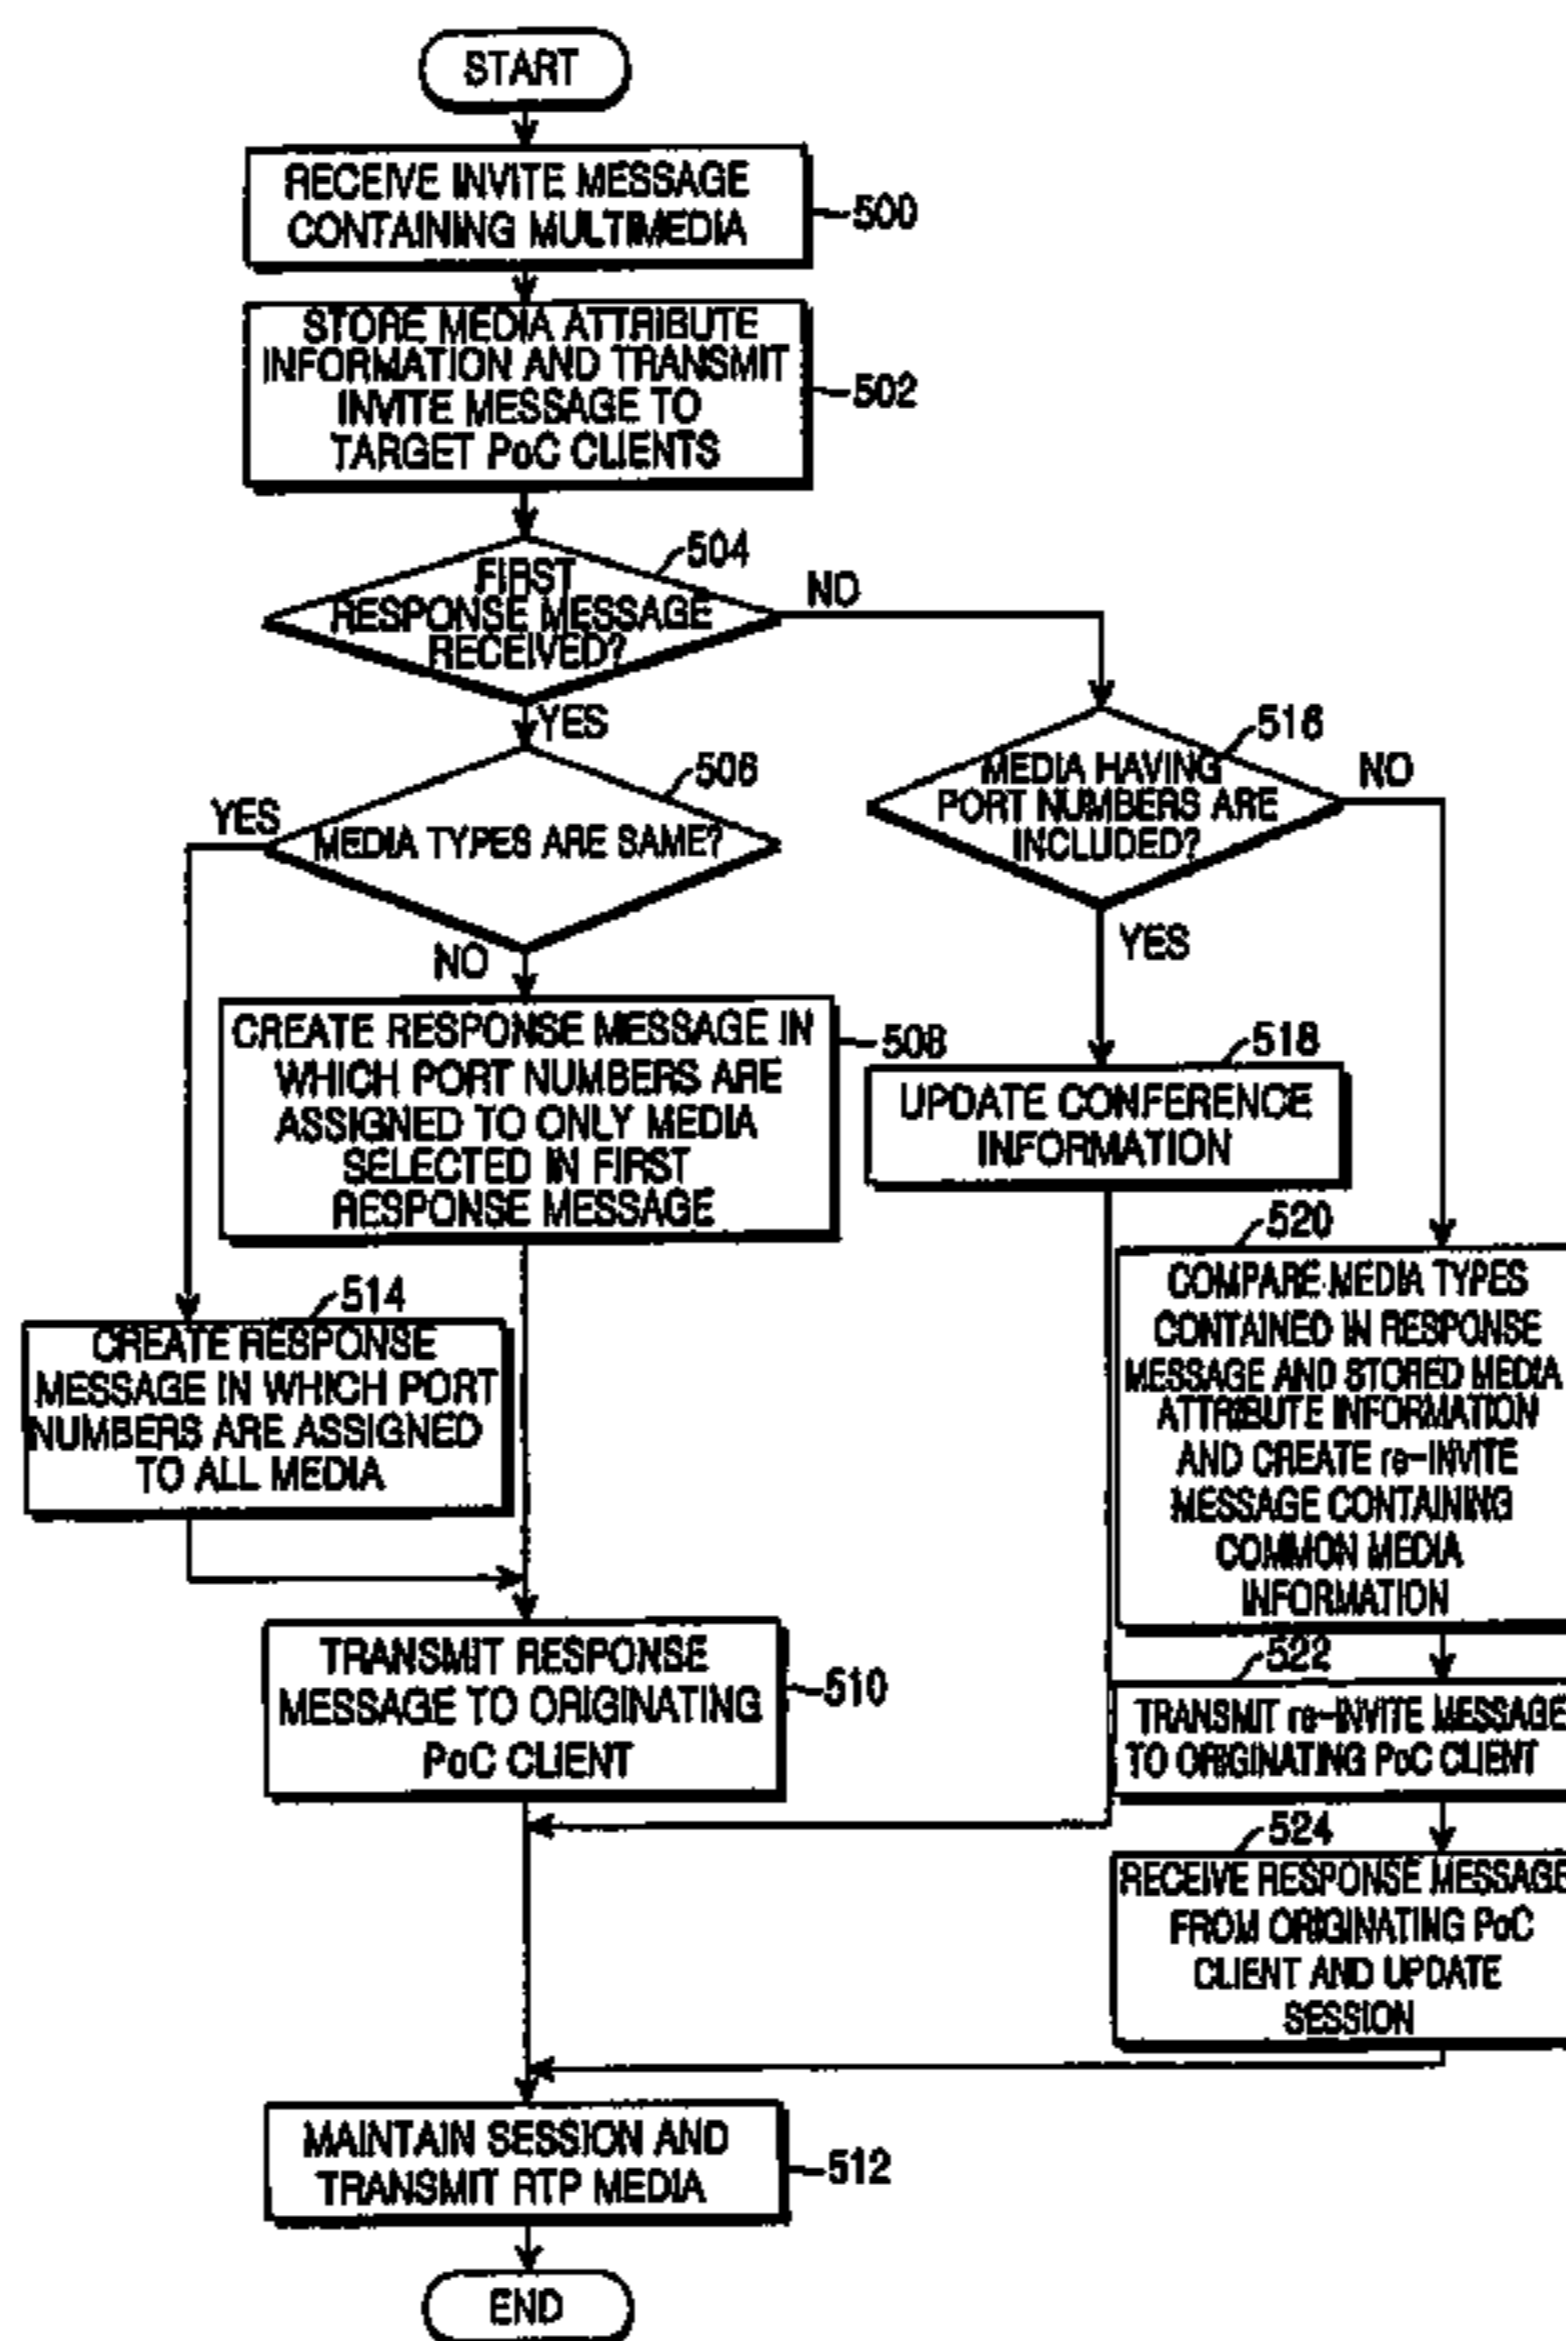 START
RECEIVE INVITE MESSAGE
CONTAINING MULTIMEDIA
500
STORE MEDIA ATTRIBUTE
INFORMATION AND TRANSMIT
INVITE MESSAGE TO
TARGET PoC CLIENTS
502
504
FIRST
RESPONSE MESSAGE
RECEIVED?
NO
YES
506
MEDIA TYPES ARE SAME?
YES
NO
516
MEDIA HAVING
PORT NUMBERS ARE
INCLUDED?
NO
YES
CREATE RESPONSE MESSAGE IN
WHICH PORT NUMBERS ARE
ASSIGNED TO ONLY MEDIA
SELECTED IN FIRST
RESPONSE MESSAGE
508
518
UPDATE CONFERENCE
INFORMATION
514
CREATE RESPONSE
MESSAGE IN WHICH PORT
NUMBERS ARE ASSIGNED
TO ALL MEDIA
520
COMPARE MEDIA TYPES
CONTAINED IN RESPONSE
MESSAGE AND STORED MEDIA
ATTRIBUTE INFORMATION
AND CREATE re-INVITE
MESSAGE CONTAINING
COMMON MEDIA
INFORMATION
TRANSMIT RESPONSE
MESSAGE TO ORIGINATING
PoC CLIENT
510
522
TRANSMIT re-INVITE MESSAGE
TO ORIGINATING PoC CLIENT
524
RECEIVE RESPONSE MESSAGE
FROM ORIGINATING PoC
CLIENT AND UPDATE
SESSION
MAINTAIN SESSION AND
TRANSMIT RTP MEDIA
512
END